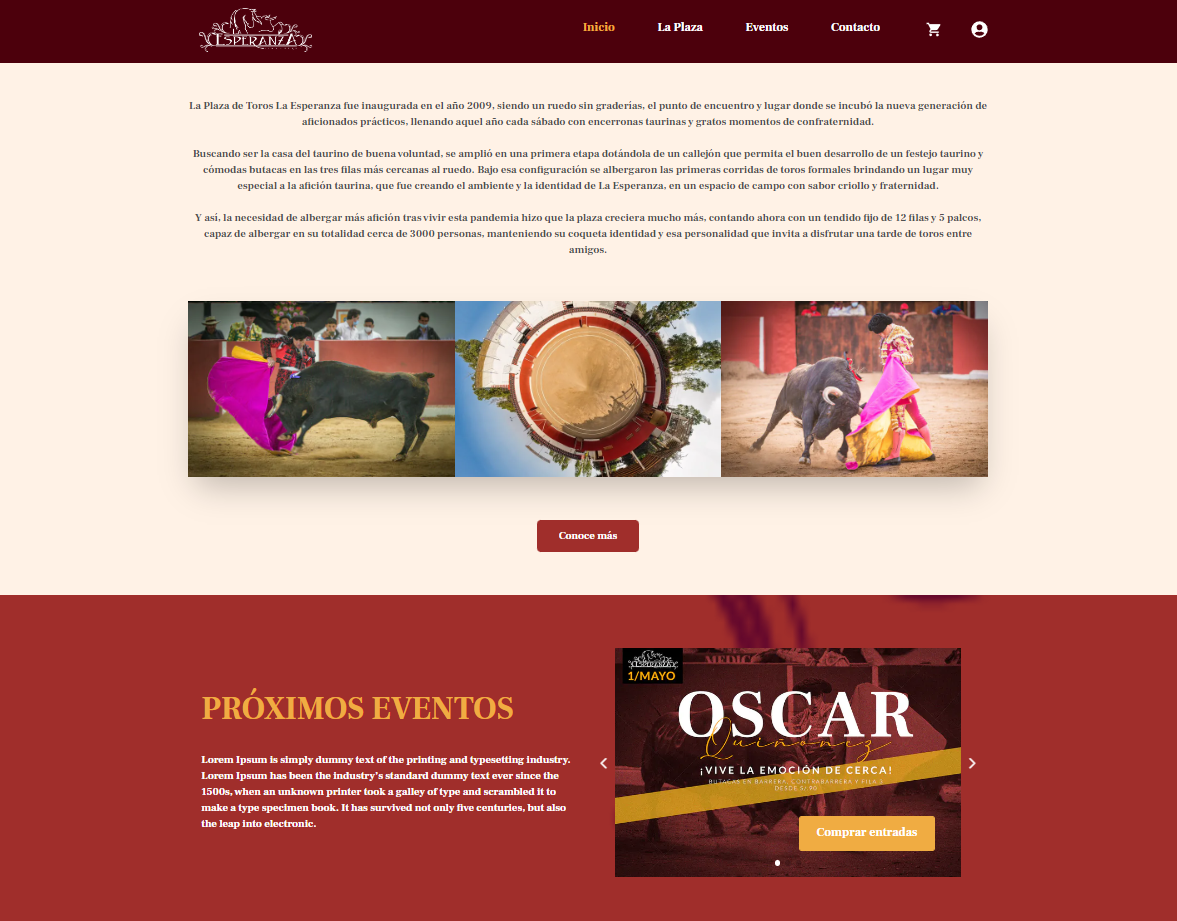 ESPERANZA
Inicio
La Plaza
Eventos
Contacto
La Plaza de Toros La Esperanza fue inaugurada en el año 2009, siendo un ruedo sin graderías, el punto de encuentro y lugar donde se incubó la nueva generación de
aficionados prácticos, llenando aquel año cada sábado con encerronas taurinas y gratos momentos de confraternidad.
Buscando ser la casa del taurino de buena voluntad, se amplió en una primera etapa dotándola de un callejón que permita el buen desarrollo de un festejo taurino y
cómodas butacas en las tres filas más cercanas al ruedo. Bajo esa configuración se albergaron las primeras corridas de toros formales brindando un lugar muy
especial a la afición taurina, que fue creando el ambiente y la identidad de La Esperanza, en un espacio de campo con sabor criollo y fraternidad.
Y así, la necesidad de albergar más afición tras vivir esta pandemia hizo que la plaza creciera mucho más, contando ahora con un tendido fijo de 12 filas y 5 palcos,
capaz de albergar en su totalidad cerca de 3000 personas, manteniendo su coqueta identidad y esa personalidad que invita a disfrutar una tarde de toros entre
amigos.
Conoce más
PRÓXIMOS EVENTOS
Lorem Ipsum is simply dummy text of the printing and typesetting industry.
Lorem Ipsum has been the industry's standard dummy text ever since the
1500s, when an unknown printer took a galley of type and scrambled it to
make a type specimen book. It has survived not only five centuries, but also
the leap into electronic.
ESPERANZA
1/MAYO
MEDICO
OSCAR
Quiñonez
¡VIVE LA EMOCIÓN DE CERCA!
BUTACAS EN BARRERA, CONTRABARRERA Y FILA
DESDE S/.90
Comprar entradas